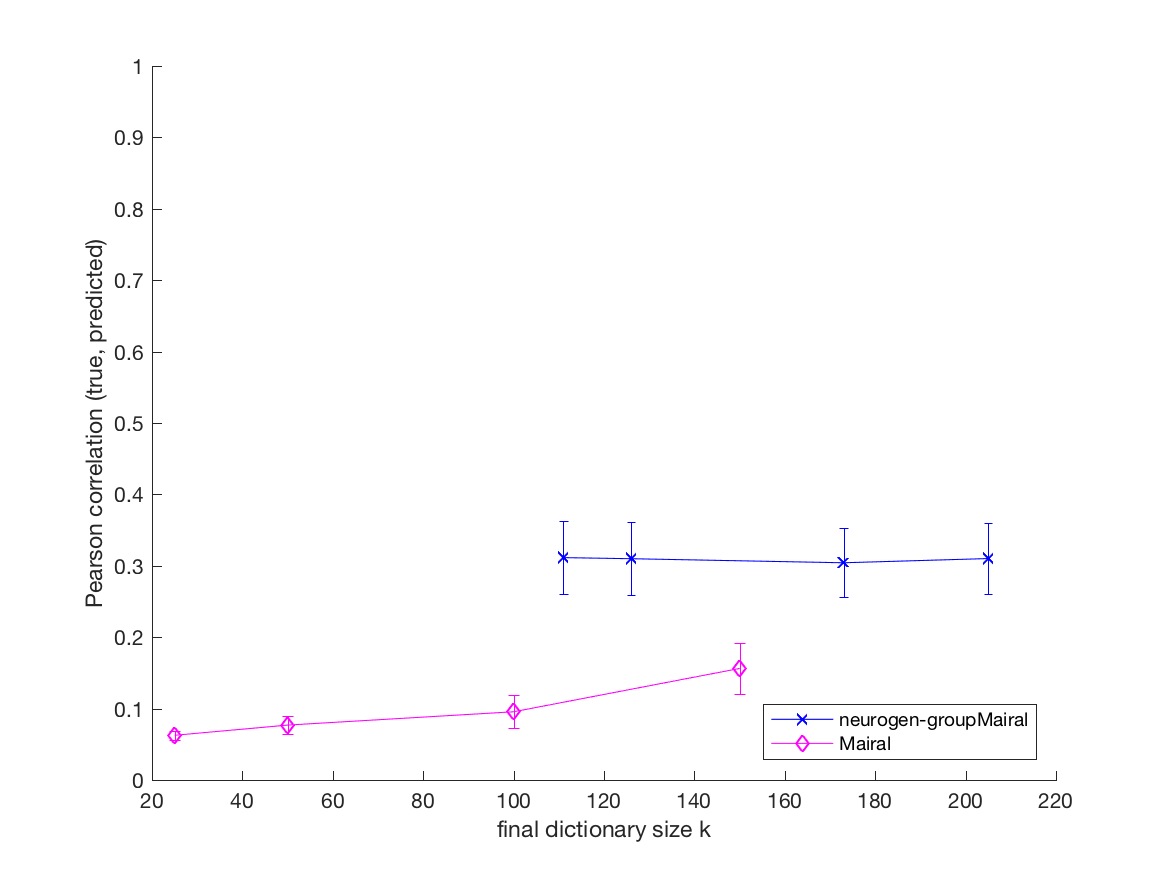 1
0.9
0.8
0.7
0.6
0.5
0.4
0.3
0.2
0.1
0
Pearson correlation (true, predicted)
neurogen-groupMairal
Mairal
20 40 60 80 100 120 140 160 180 200 220
final dictionary size k